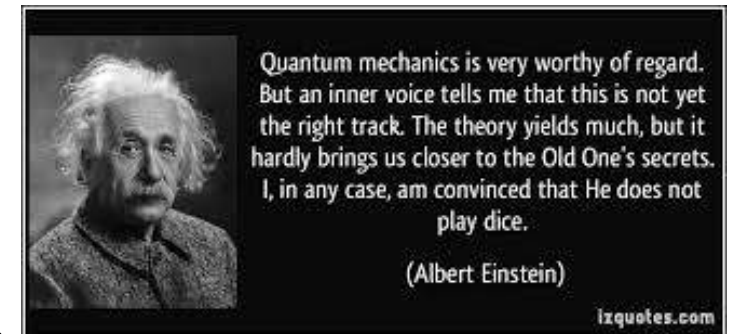 Quantum mechanics is very worthy of regard.
But an inner voice tells me that this is not yet
the right track. The theory yields much, but it
hardly brings us closer to the Old One's secrets.
I, in any case, am convinced that He does not
play dice.
(Albert Einstein)
izquotes.com